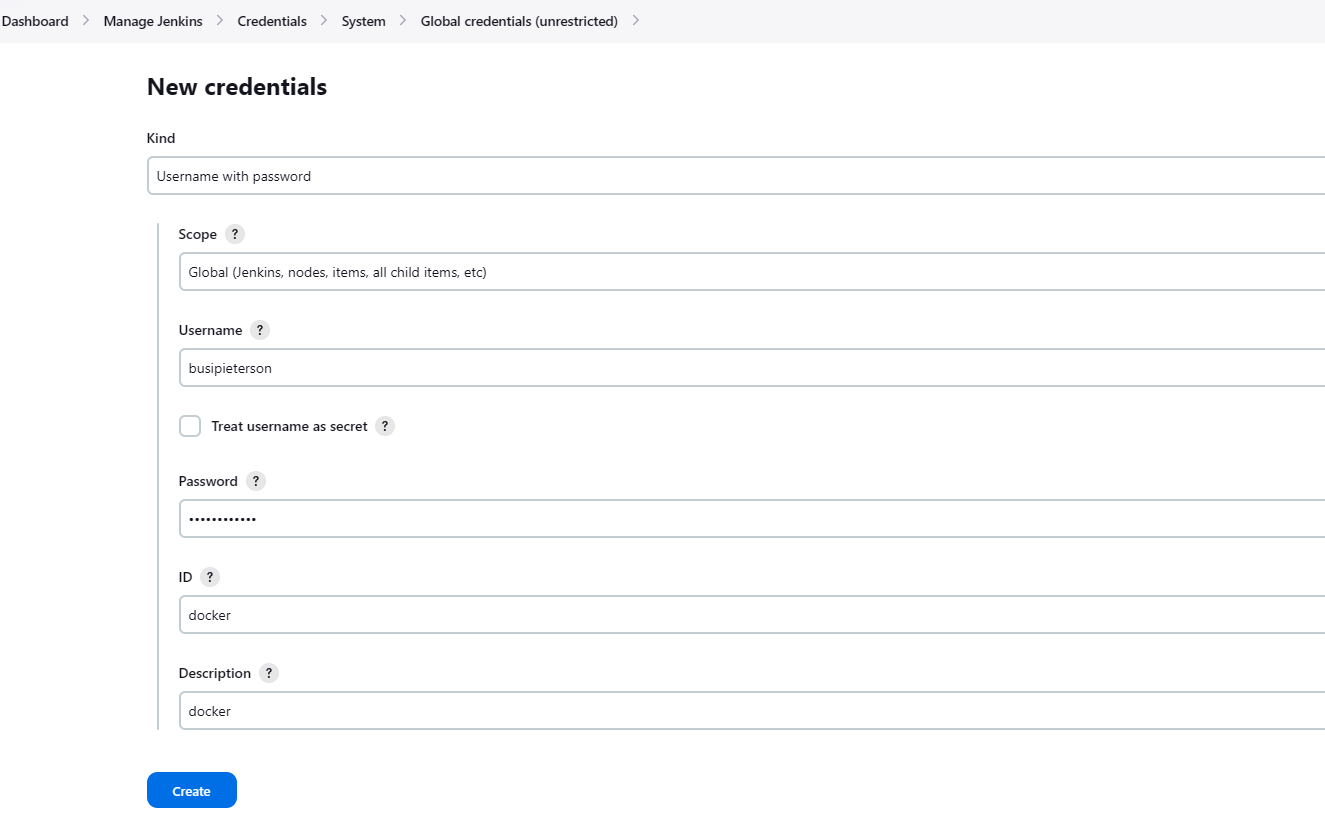 Dashboard > Manage Jenkins > Credentials > System > Global credentials (unrestricted) >
New credentials
Kind
Username with password
Scope ?
Global (Jenkins, nodes, items, all child items, etc)
Username ?
busipieterson
Treat username as secret ?
Password ?
••••••••••••
ID ?
docker
Description ?
docker
Create